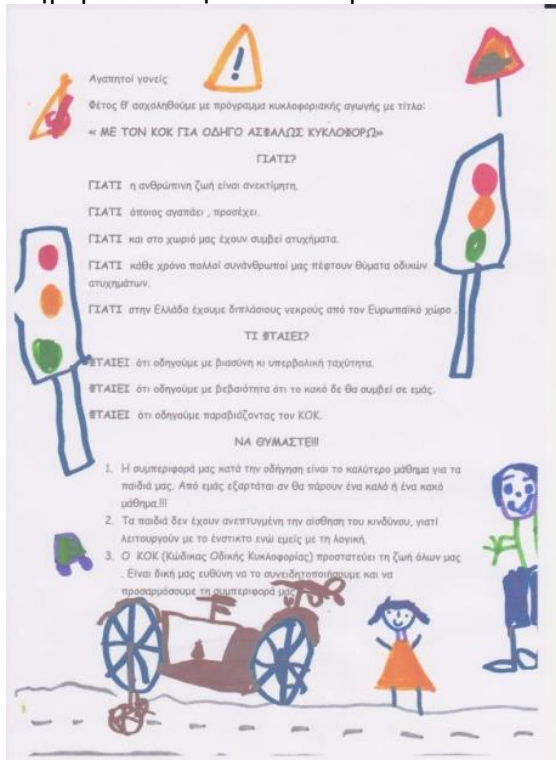 Αγαπητοί γονείς
Φέτος θ' ασχοληθούμε με πρόγραμμα κυκλοφοριακής αγωγής με τίτλο:
« ΜΕ ΤΟΝ ΚΟΚ ΓΙΑ ΟΔΗΓΟ ΑΣΦΑΛΩΣ ΚΥΚΛΟΦΟΡΩ»
ΓΙΑΤΙ?
ΓΙΑΤΙ η ανθρώπινη ζωή είναι ανεκτίμητη.
ΓΙΑΤΙ όποιος αγαπάει , προσέχει.
ΓΙΑΤΙ και στο χωριό μας έχουν συμβεί ατυχήματα.
ΓΙΑΤΙ κάθε χρόνο πολλοί συνάνθρωποί μας πέφτουν θύματα οδικών
ατυχημάτων.
ΓΙΑΤΙ στην Ελλάδα έχουμε διπλάσιους νεκρούς από τον Ευρωπαϊκό χώρο .
ΤΙ ΦΤΑΙΕΙ?
ΦΤΑΙΕΙ ότι οδηγούμε με βιασύνη κι υπερβολική ταχύτητα.
ΦΤΑΙΕΙ ότι οδηγούμε με βεβαιότητα ότι το κακό δε θα συμβεί σε εμάς.
ΦΤΑΙΕΙ ότι οδηγούμε παραβιάζοντας τον ΚΟΚ.
ΝΑ ΘΥΜΑΣΤΕ!!!
1. Η συμπεριφορά μας κατά την οδήγηση είναι το καλύτερο μάθημα για τα
παιδιά μας. Από εμάς εξαρτάται αν θα πάρουν ένα καλό ή ένα κακό
μάθημα.!!!
2. Τα παιδιά δεν έχουν ανεπτυγμένη την αίσθηση του κινδύνου, γιατί
λειτουργούν με το ένστικτο ενώ εμείς με τη λογική.
3. Ο ΚΟΚ (Κώδικας Οδικής Κυκλοφορίας) προστατεύει τη ζωή όλων μας
. Είναι δική μας ευθύνη να το συνειδητοποιήσουμε και να
προσαρμόσουμε τη συμπεριφορά μας